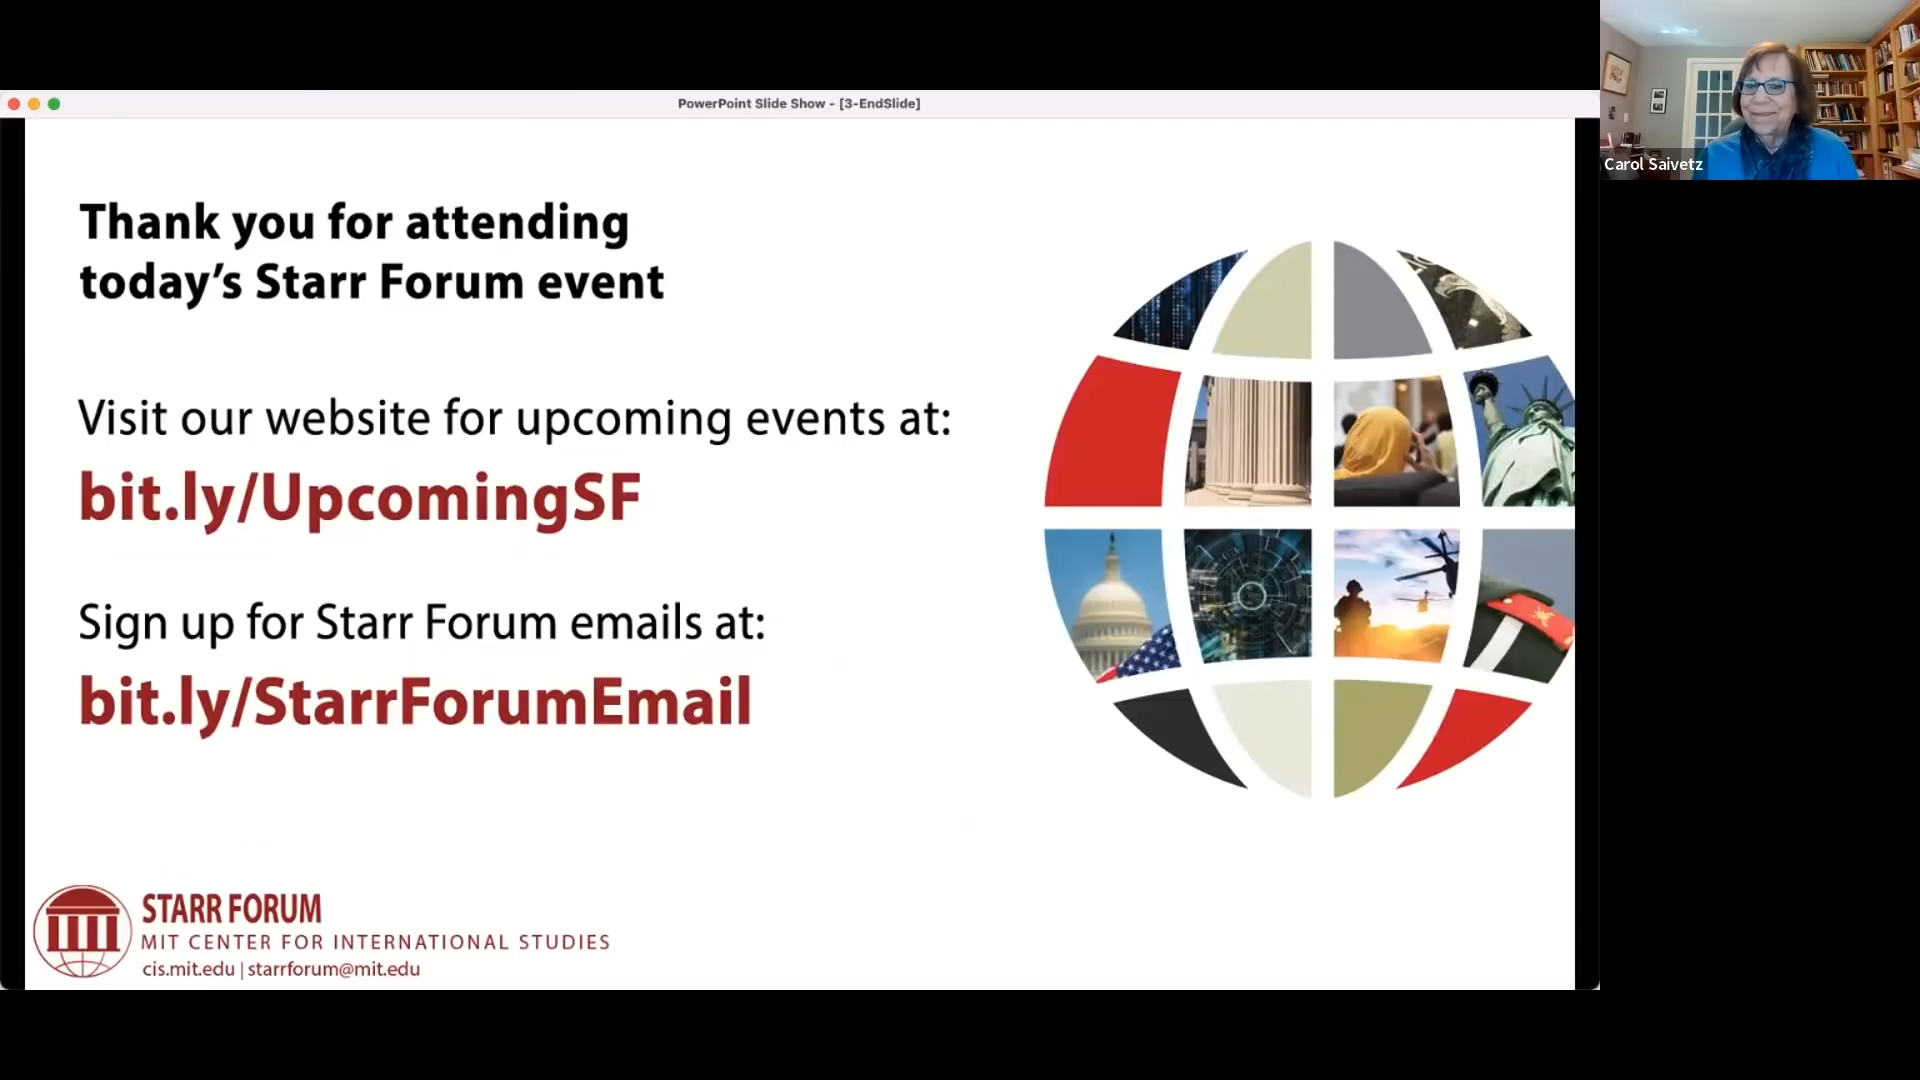 PowerPoint Slide Show - [3-EndSlide]
Carol Saivetz
Thank you for attending
today’s Starr Forum event
Visit our website for upcoming events at:
bit.ly/UpcomingSF
Sign up for Starr Forum emails at:
bit.ly/StarrForumEmail
STARR FORUM
MIT CENTER FOR INTERNATIONAL STUDIES
cis.mit.edu | starrforum@mit.edu